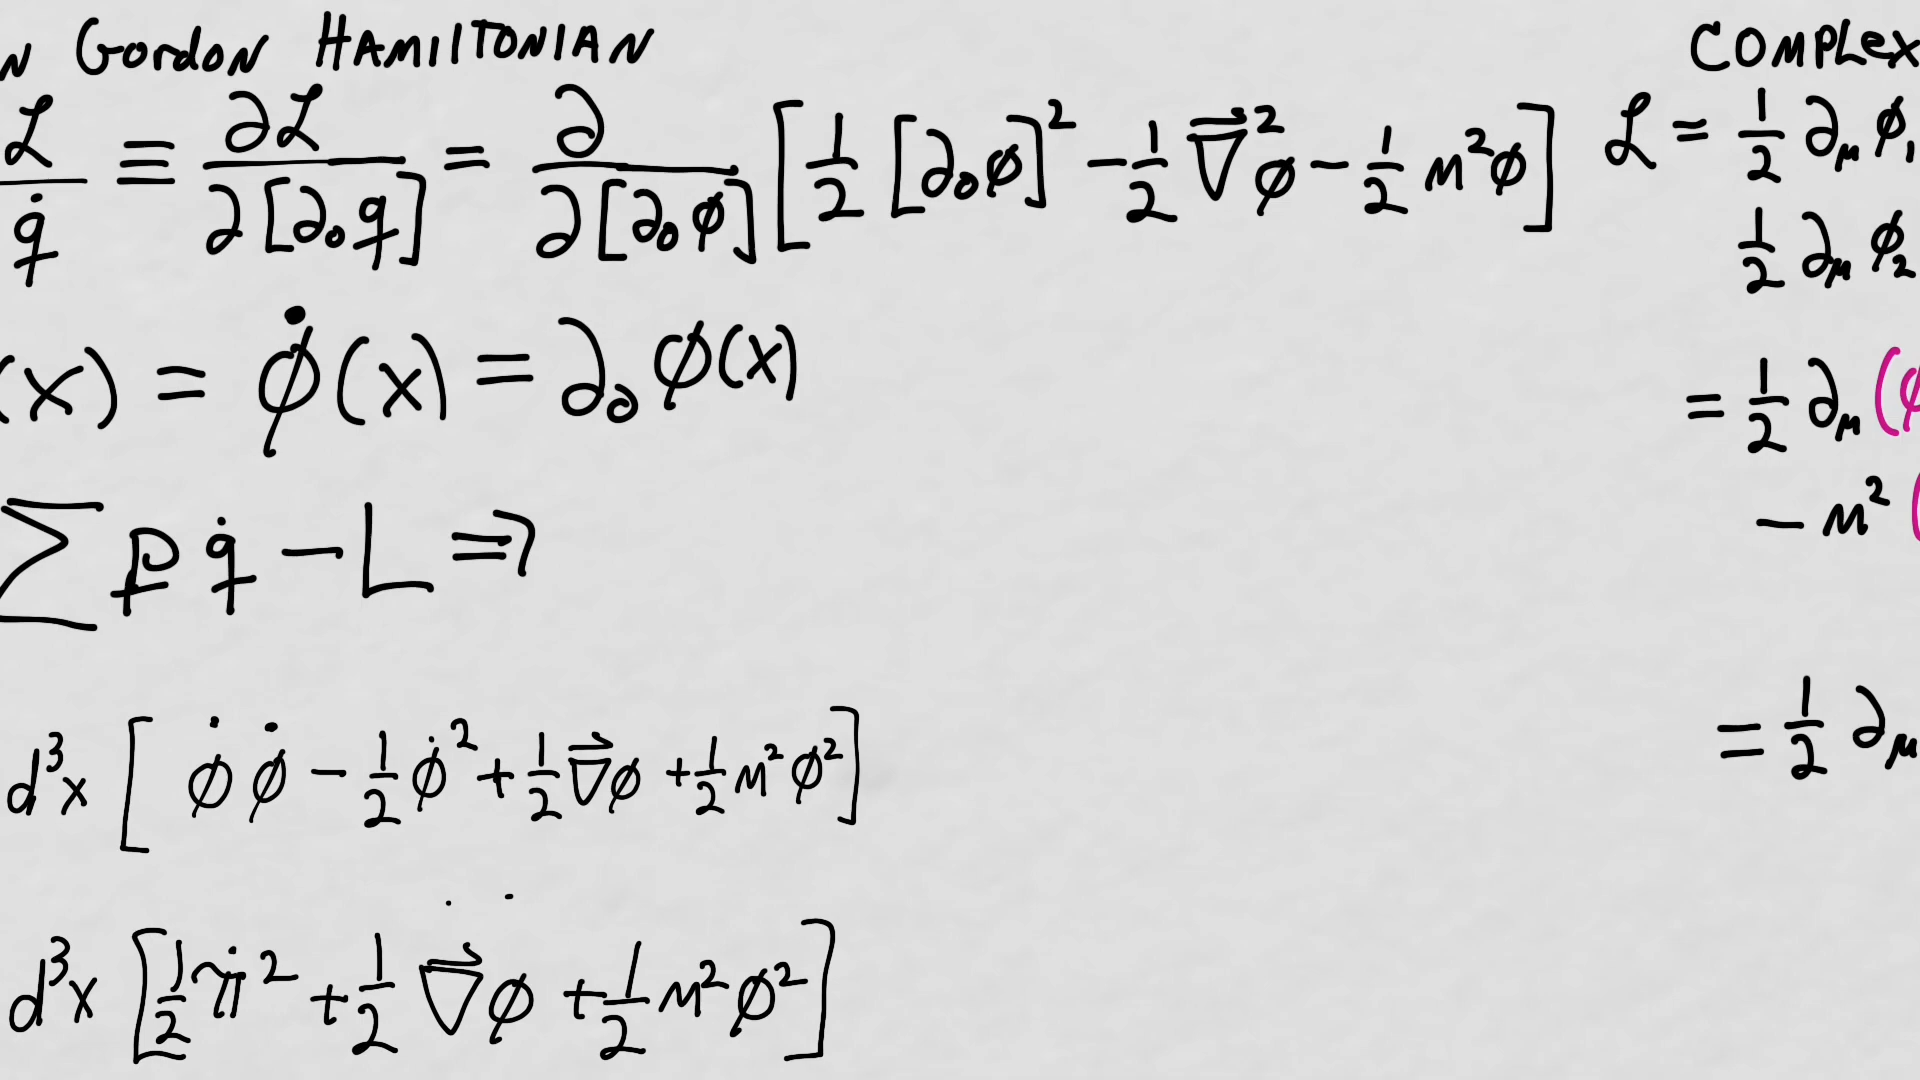 N Gordon HAMILTONIAN
ℒ/q̇ ≡ ∂ℒ/∂[∂₀q] = ∂/∂[∂₀φ] [½ [∂₀φ]² - ½ ∇⃗²φ - ½ m²φ]
(x) = φ̇(x) = ∂₀φ(x)
∑ p q̇ - L ⇒
d³x [φ̇ φ̇ - ½ φ̇² + ½ ∇⃗φ + ½ m²φ²]
d³x [½ π̇² + ½ ∇⃗φ + ½ m²φ²]
COMPLEX
ℒ = ½ ∂μ φ₁
½ ∂μ φ₂
= ½ ∂μ (φ
- m² (
= ½ ∂μ